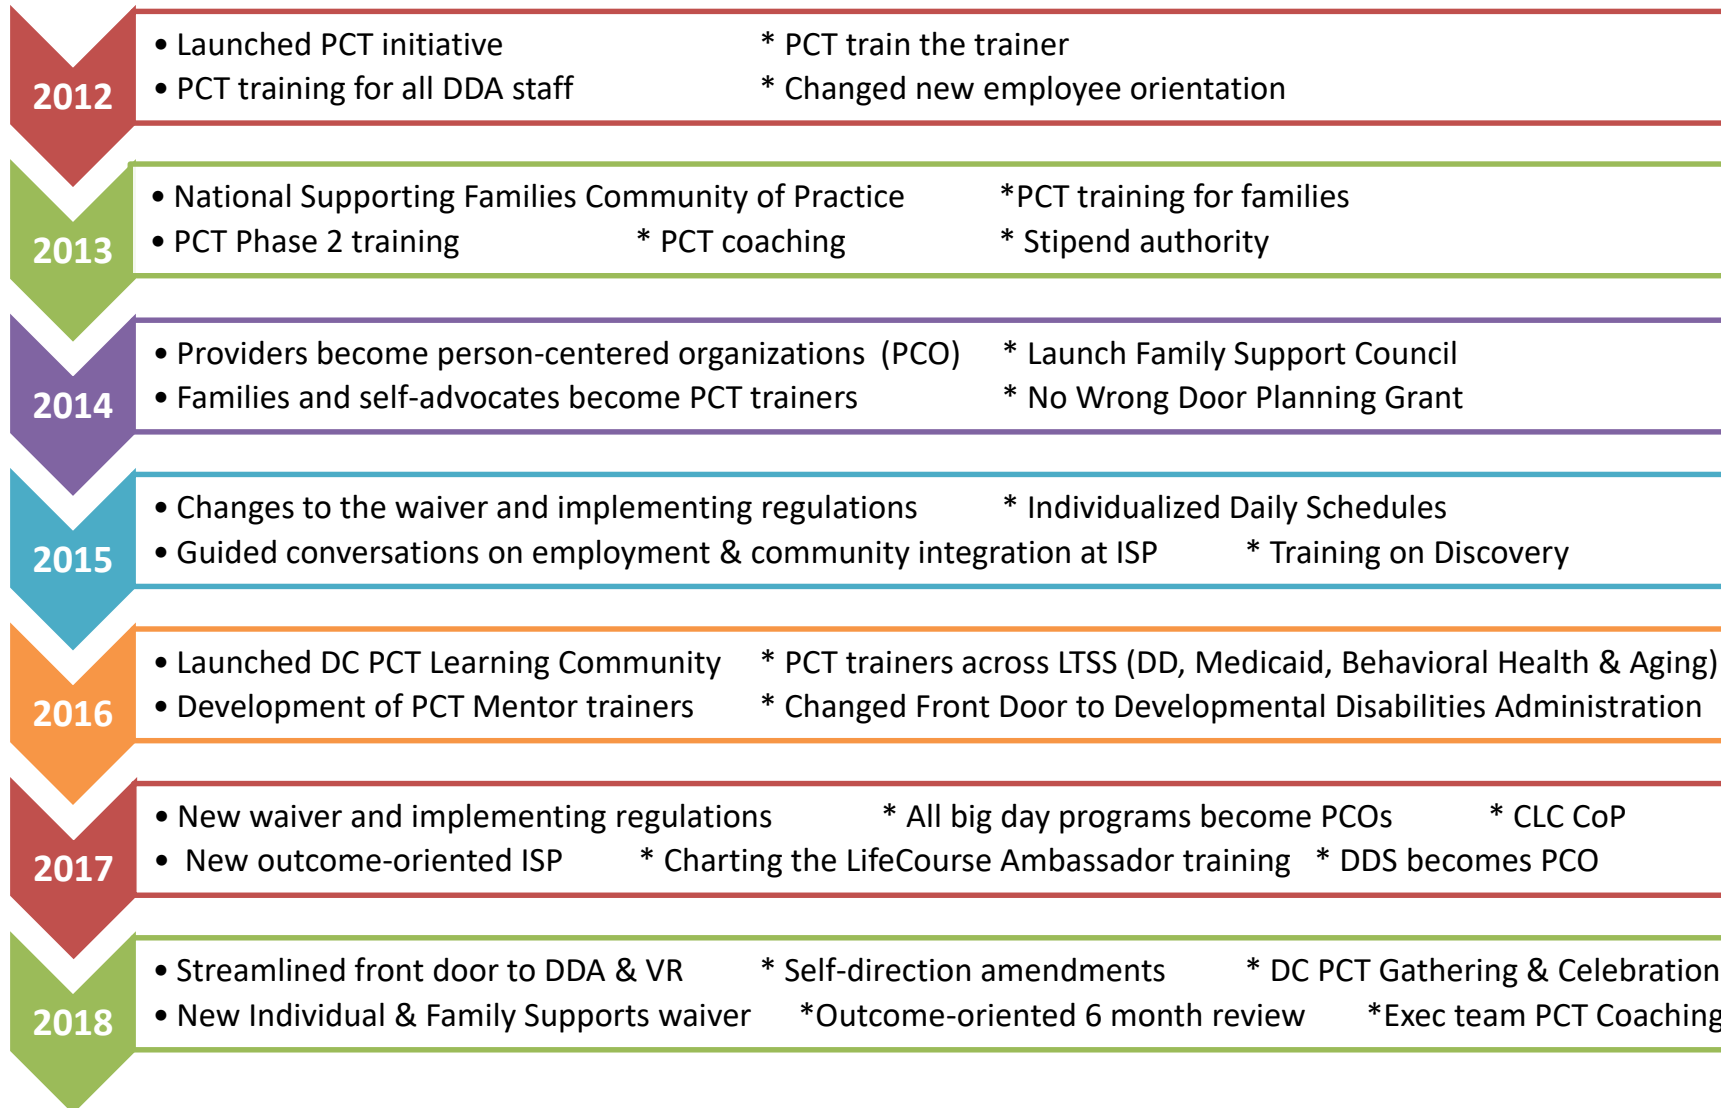 2012
• Launched PCT initiative * PCT train the trainer
• PCT training for all DDA staff * Changed new employee orientation
2013
• National Supporting Families Community of Practice *PCT training for families
• PCT Phase 2 training * PCT coaching * Stipend authority
2014
• Providers become person-centered organizations (PCO) * Launch Family Support Council
• Families and self-advocates become PCT trainers * No Wrong Door Planning Grant
2015
• Changes to the waiver and implementing regulations * Individualized Daily Schedules
• Guided conversations on employment & community integration at ISP * Training on Discovery
2016
• Launched DC PCT Learning Community * PCT trainers across LTSS (DD, Medicaid, Behavioral Health & Aging)
• Development of PCT Mentor trainers * Changed Front Door to Developmental Disabilities Administration
2017
• New waiver and implementing regulations * All big day programs become PCOs * CLC CoP
• New outcome-oriented ISP * Charting the LifeCourse Ambassador training * DDS becomes PCO
2018
• Streamlined front door to DDA & VR * Self-direction amendments * DC PCT Gathering & Celebration
• New Individual & Family Supports waiver *Outcome-oriented 6 month review *Exec team PCT Coaching